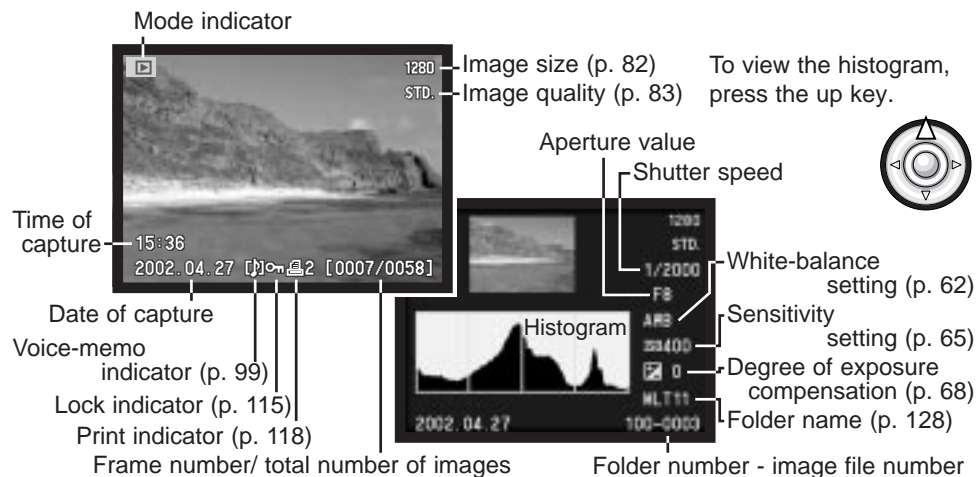 Mode indicator
1280
Image size (p. 82)
STD.
Image quality (p. 83)
To view the histogram,
press the up key.
Aperture value
Shutter speed
Time of
capture
15:36
2002.04.27 2 [0007/0058]
1280
STD.
1/2000
F8
AWB
ISO400
0
MLT11
Histogram
2002.04.27 100-0003
White-balance
setting (p. 62)
Sensitivity
setting (p. 65)
Degree of exposure
compensation (p. 68)
Folder name (p. 128)
Date of capture
Voice-memo
indicator (p. 99)
Lock indicator (p. 115)
Print indicator (p. 118)
Frame number/ total number of images
Folder number - image file number